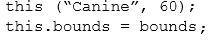 this (“Canine”, 60);
this.bounds = bounds;